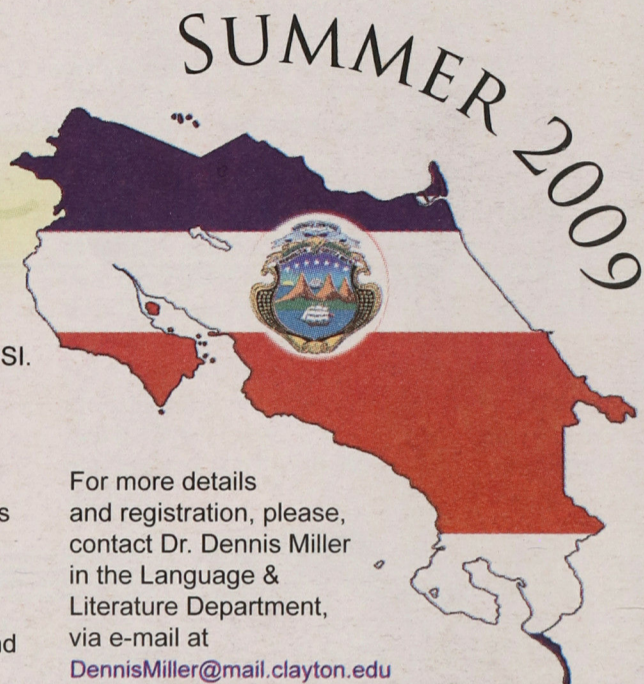 SUMMER 2009
SI.
s
nd
For more details
and registration, please,
contact Dr. Dennis Miller
in the Language &
Literature Department,
via e-mail at
DennisMiller@mail.clayton.edu